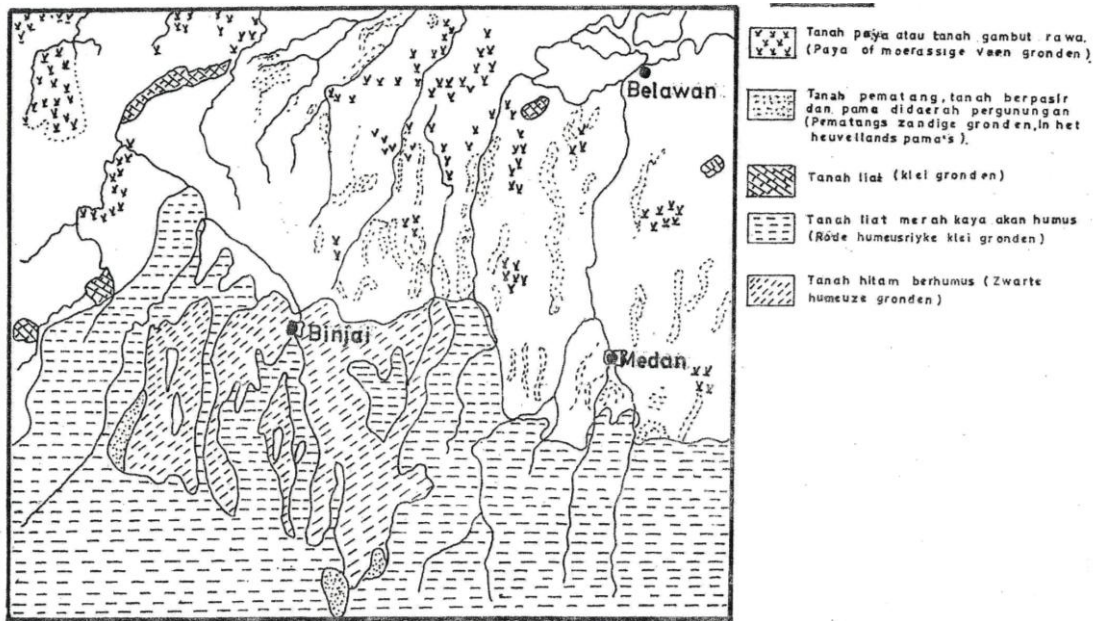 Belawan
Binjai
Medan
Tanah paya atau tanah gambut rawa.
(Paya of moerassige veen gronden)
Tanah pematang, tanah berpasir
dan pama didaerah pergunungan
(Pematangs zandige gronden, in het
heuvellands pama's).
Tanah liat (klei gronden)
Tanah liat merah kaya akan humus
(Rode humeusriyke klei gronden)
Tanah hitam berhumus (Zwarte
humeuze gronden)